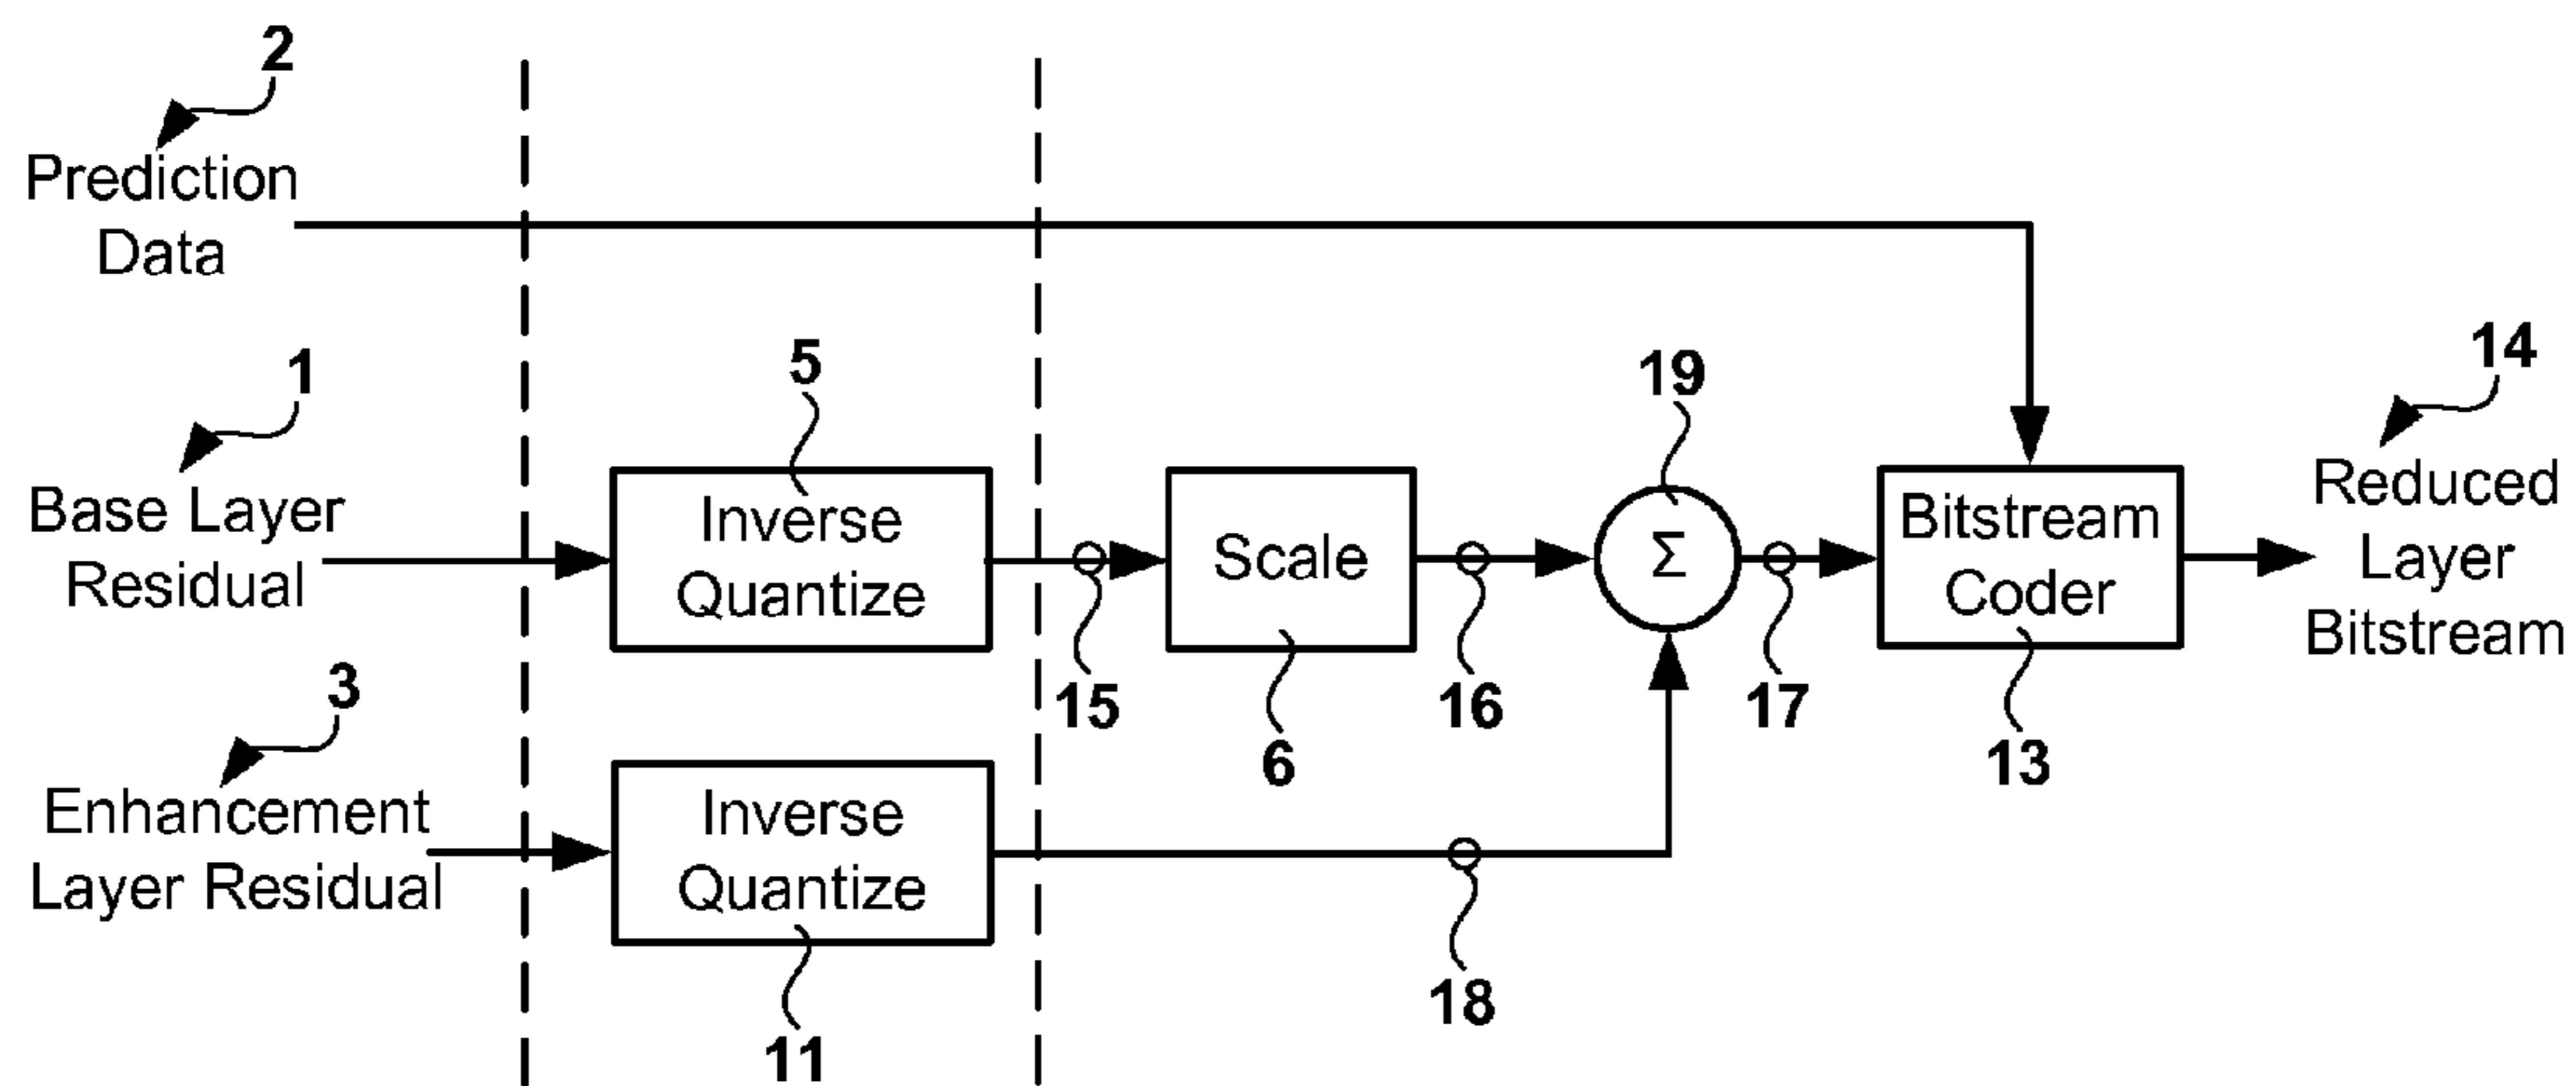 2
Prediction
Data
1
Base Layer
Residual
3
Enhancement
Layer Residual
5
Inverse
Quantize
Inverse
Quantize
11
15
Scale
6
16
19
Σ
17
18
Bitstream
Coder
13
14
Reduced
Layer
Bitstream